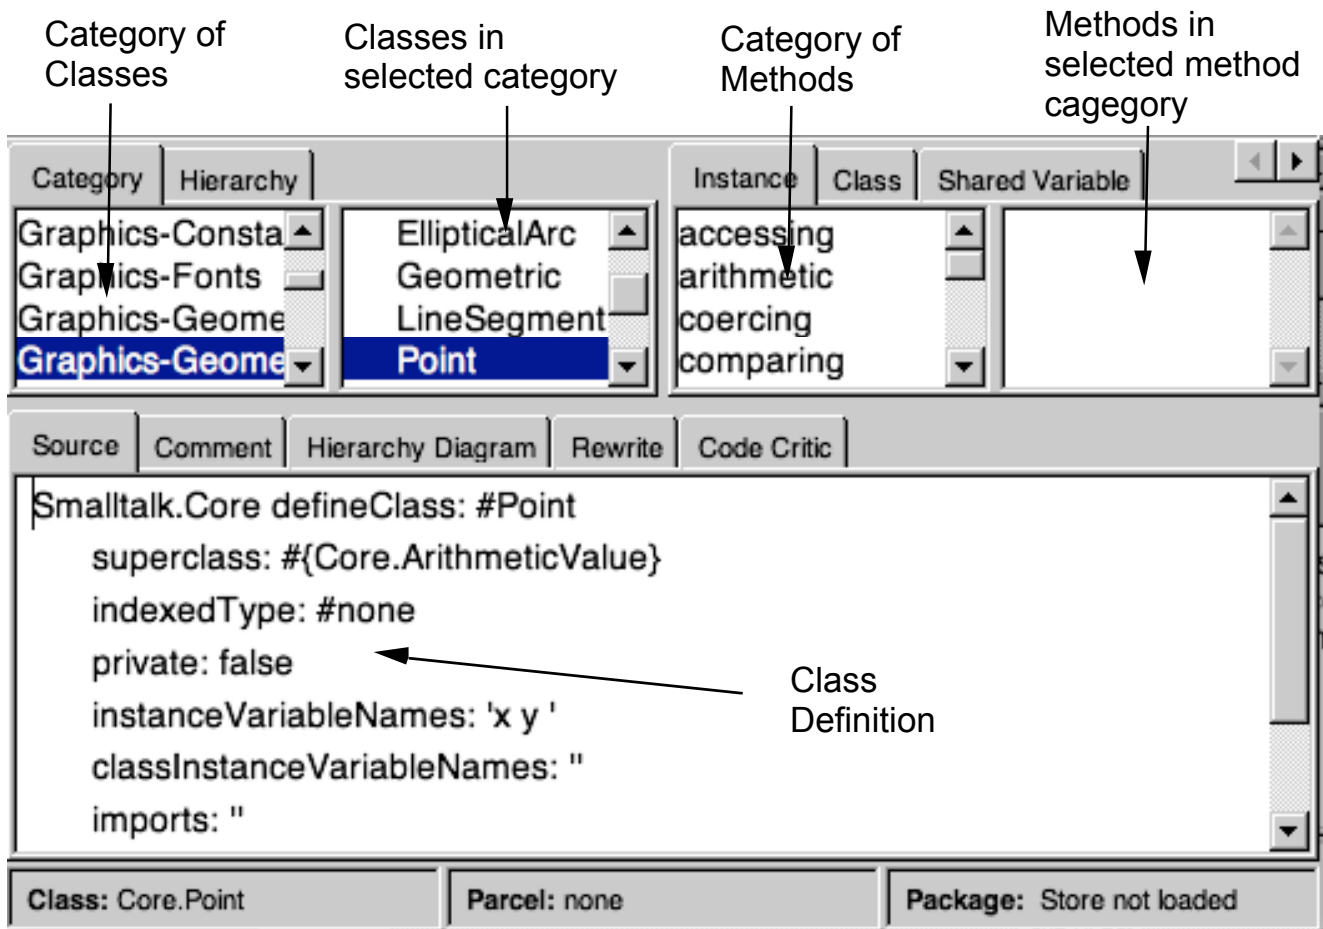 Category of
Classes
Classes in
selected category
Category of
Methods
Methods in
selected method
cagegory
Category
Hierarchy
Instance
Class
Shared Variable
Graphics-Consta
Graphics-Fonts
Graphics-Geome
Graphics-Geome
EllipticalArc
Geometric
LineSegment
Point
accessing
arithmetic
coercing
comparing
Source
Comment
Hierarchy Diagram
Rewrite
Code Critic
Smalltalk.Core defineClass: #Point
superclass: #{Core.ArithmeticValue}
indexedType: #none
private: false
instanceVariableNames: 'x y '
classInstanceVariableNames: ''
imports: ''
Class
Definition
Class: Core.Point
Parcel: none
Package: Store not loaded